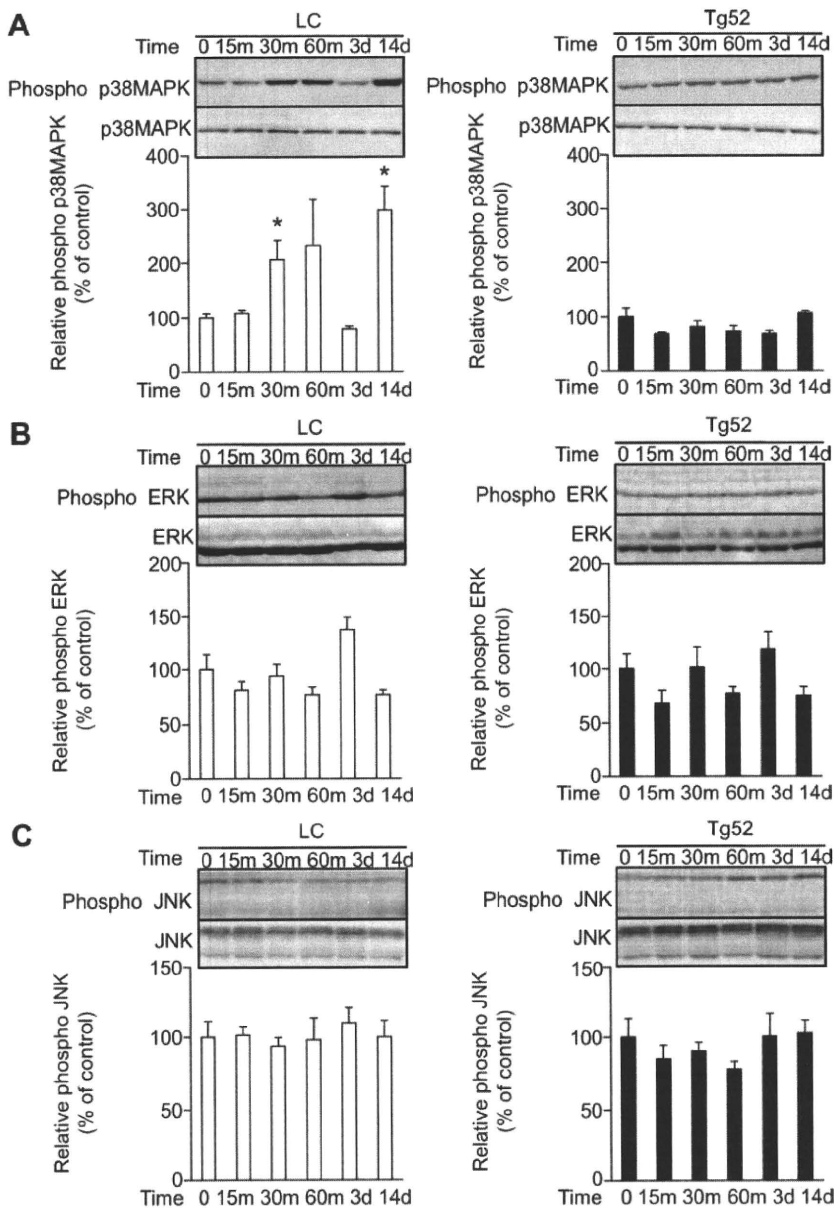 A
LC
Time 0 15m 30m 60m 3d 14d
Phospho p38MAPK
p38MAPK
Relative phospho p38MAPK
(% of control)
400
300
200
100
0
*
*
Time 0 15m 30m 60m 3d 14d
Tg52
Time 0 15m 30m 60m 3d 14d
Phospho p38MAPK
p38MAPK
Relative phospho p38MAPK
(% of control)
400
300
200
100
0
Time 0 15m 30m 60m 3d 14d
B
LC
Time 0 15m 30m 60m 3d 14d
Phospho ERK
ERK
Relative phospho ERK
(% of control)
200
150
100
50
0
Time 0 15m 30m 60m 3d 14d
Tg52
Time 0 15m 30m 60m 3d 14d
Phospho ERK
ERK
Relative phospho ERK
(% of control)
200
150
100
50
0
Time 0 15m 30m 60m 3d 14d
C
LC
Time 0 15m 30m 60m 3d 14d
Phospho JNK
JNK
Relative phospho JNK
(% of control)
150
100
50
0
Time 0 15m 30m 60m 3d 14d
Tg52
Time 0 15m 30m 60m 3d 14d
Phospho JNK
JNK
Relative phospho JNK
(% of control)
150
100
50
0
Time 0 15m 30m 60m 3d 14d